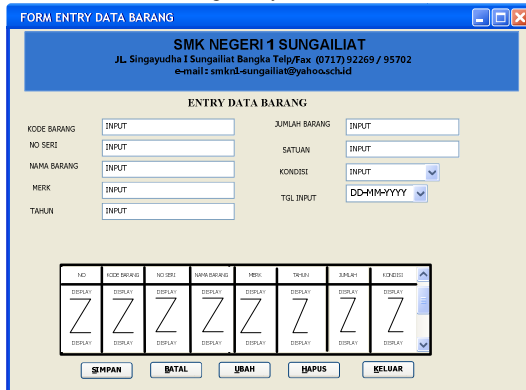 FORM ENTRY DATA BARANG
SMK NEGERI 1 SUNGAILIAT
JL. Singayudha I Sungailiat Bangka Telp/Fax (0717) 92269 / 95702
e-mail: smkn1-sungailiat@yahoo.sch.id
ENTRY DATA BARANG
KODE BARANG INPUT JUMLAH BARANG INPUT
NO SERI INPUT SATUAN INPUT
NAMA BARANG INPUT KONDISI INPUT
MERK INPUT TGL INPUT DD-MM-YYYY
TAHUN INPUT
NO KODE BARANG NO SERI NAMA BARANG MERK TAHUN JUMLAH KONDISI
DISPLAY DISPLAY DISPLAY DISPLAY DISPLAY DISPLAY DISPLAY DISPLAY
DISPLAY DISPLAY DISPLAY DISPLAY DISPLAY DISPLAY DISPLAY DISPLAY
SIMPAN BATAL UBAH HAPUS KELUAR